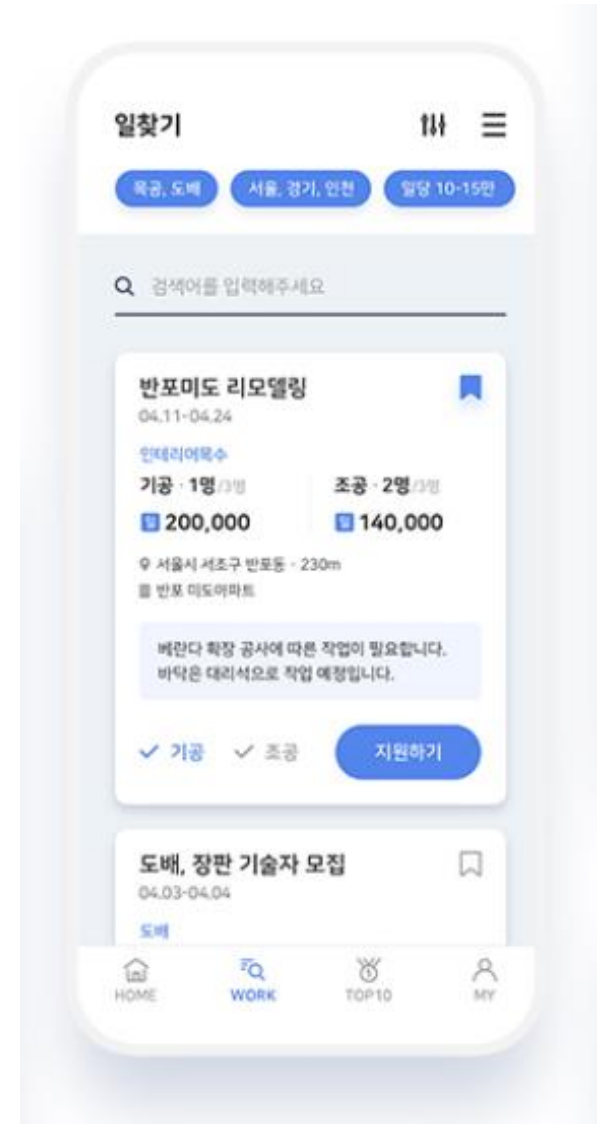 일찾기
목공, 도배 서울, 경기, 인천 일당 10-15만
검색어를 입력해주세요
반포미도 리모델링
04.11-04.24
인테리어목수
기공 · 1명/3명 조공 · 2명/3명
일 200,000 일 140,000
서울시 서초구 반포동 · 230m
반포 미도아파트
베란다 확장 공사에 따른 작업이 필요합니다.
바닥은 대리석으로 작업 예정입니다.
기공 조공 지원하기
도배, 장판 기술자 모집
04.03-04.04
도배
HOME WORK TOP10 MY